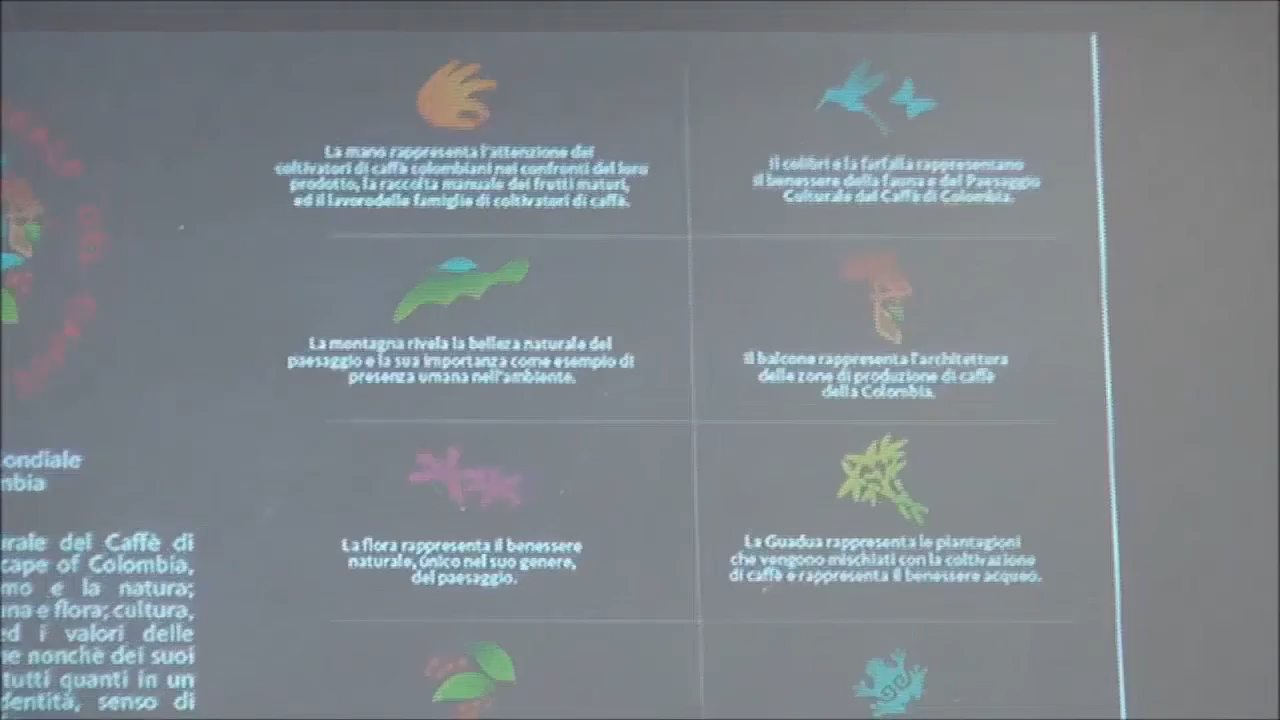 La mano rappresenta l'attenzione dei
coltivatori di caffè colombiani nei confronti del loro
prodotto, la raccolta manuale dei frutti maturi,
ed il lavorodelle famiglie di coltivatori di caffè.
Il colibrì e la farfalla rappresentano
il benessere della fauna e del Paesaggio
Culturale del Caffè di Colombia.
La montagna rivela la bellezza naturale del
paesaggio e la sua importanza come esempio di
presenza umana nell'ambiente.
Il balcone rappresenta l'architettura
delle zone di produzione di caffè
della Colombia.
La flora rappresenta il benessere
naturale, único nel suo genere,
del paesaggio.
La Guadua rappresenta le piantagioni
che vengono mischiati con la coltivazione
di caffè e rappresenta il benessere acqueo.
ondiale
mbia
urale del Caffè di
cape of Colombia,
mo e la natura;
una e flora; cultura,
ed i valori delle
ne nonchè dei suoi
tutti quanti in un
dentità, senso di